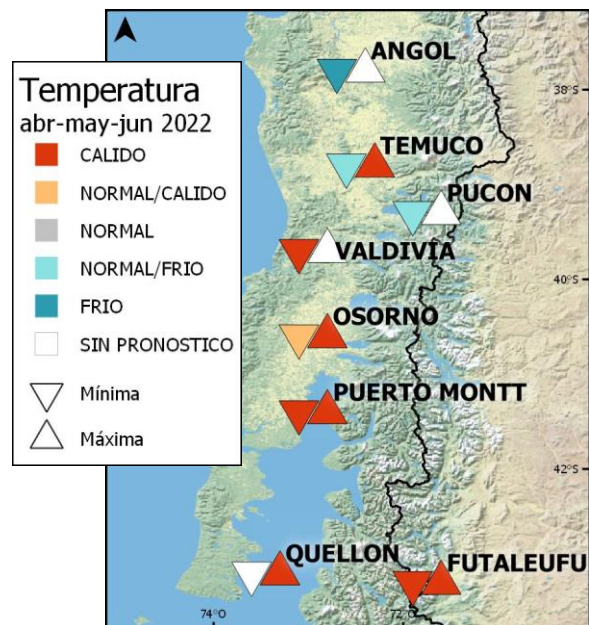 Temperatura
abr-may-jun 2022
CALIDO
NORMAL/CALIDO
NORMAL
NORMAL/FRIO
FRIO
SIN PRONOSTICO
Mínima
Máxima
ANGOL
38°S
TEMUCO
PUCON
VALDIVIA
40°S
OSORNO
PUERTO MONTT
42°S
QUELLON
FUTALEUFU
74°O
72°O